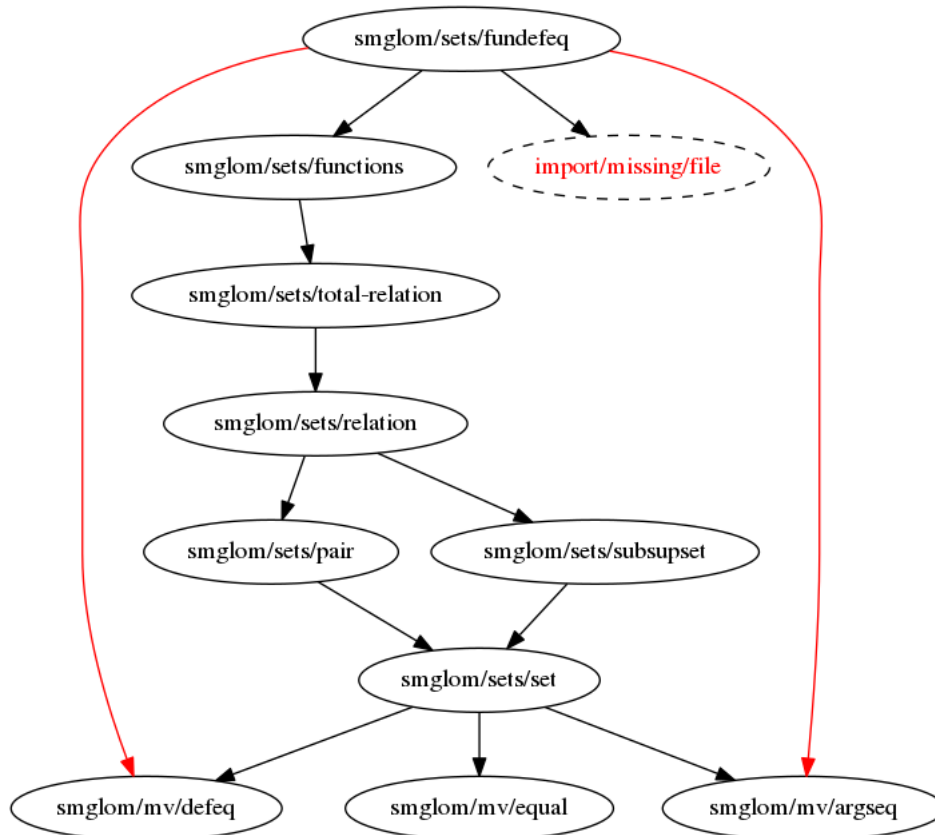 smglom/sets/fundefeq
smglom/sets/functions
import/missing/file
smglom/sets/total-relation
smglom/sets/relation
smglom/sets/pair
smglom/sets/subsupset
smglom/sets/set
smglom/mv/defeq
smglom/mv/equal
smglom/mv/argseq